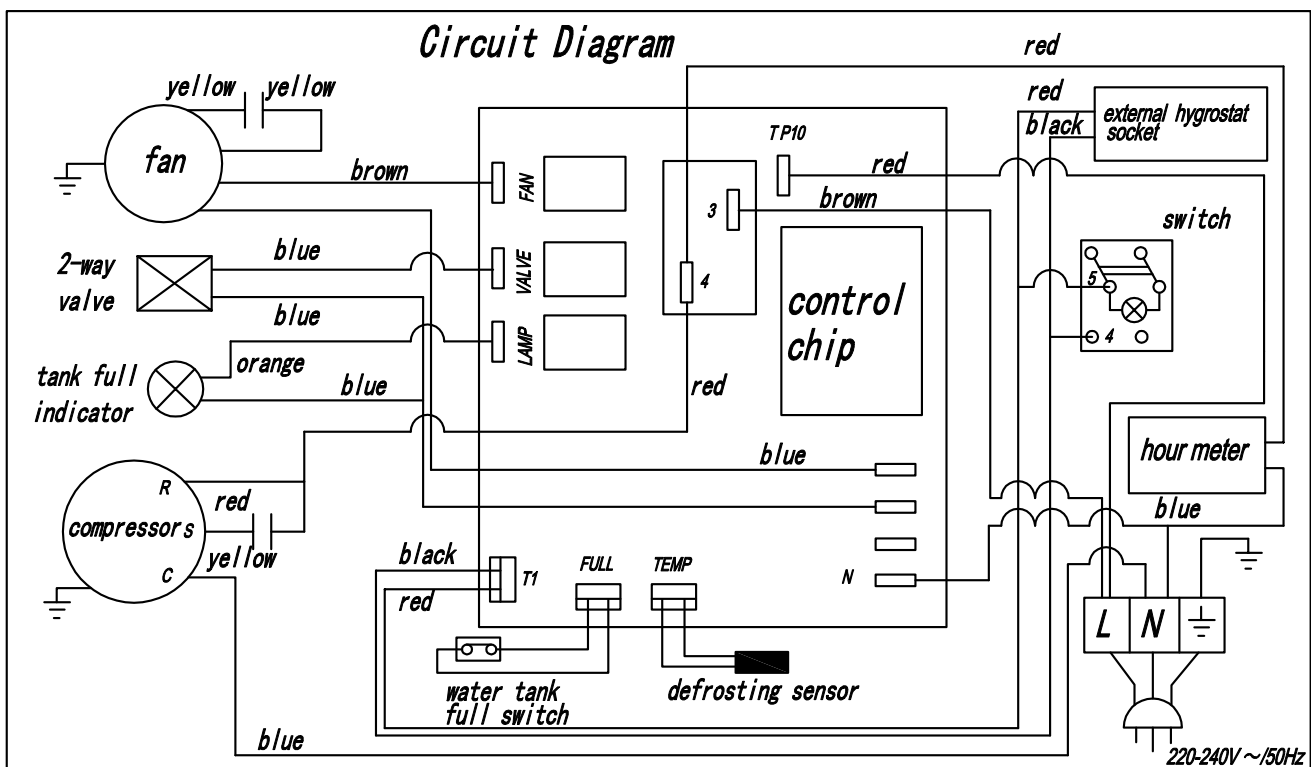 Circuit Diagram
red
yellow yellow
red
external hygrostat
socket
black
TP10
fan
red
brown
FAN
3
brown
switch
blue
2-way
valve
VALVE
5
4
control
chip
blue
4
LAMP
orange
tank full
indicator
blue
red
hour meter
blue
R
red
compressor
S
blue
yellow
black
FULL
TEMP
C
T1
N
red
L
N
water tank
full switch
defrosting sensor
blue
220-240V ~/50Hz